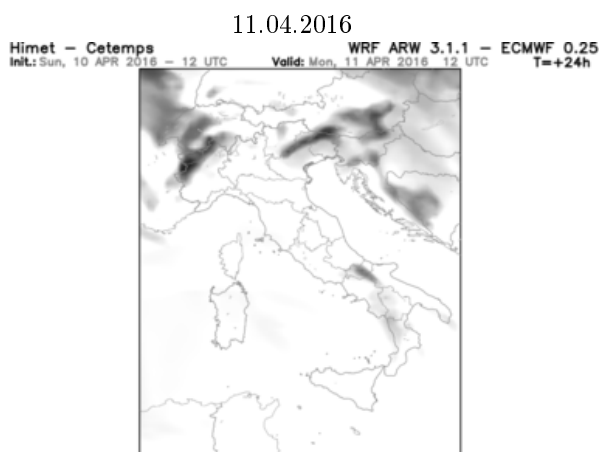 11.04.2016
Himet – Cetemps WRF ARW 3.1.1 – ECMWF 0.25
Init.: Sun, 10 APR 2016 – 12 UTC Valid: Mon, 11 APR 2016 12 UTC T=+24h